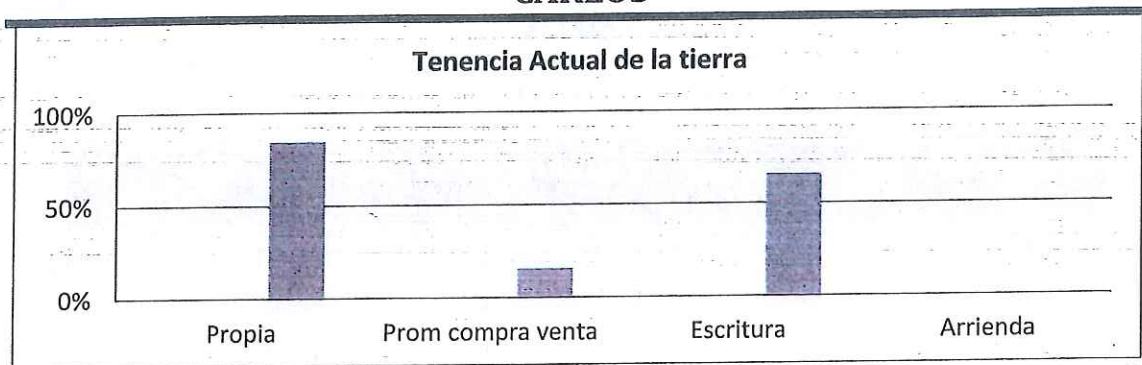 Tenencia Actual de la tierra
100%
50%
0%
Propia Prom compra venta Escritura Arrienda